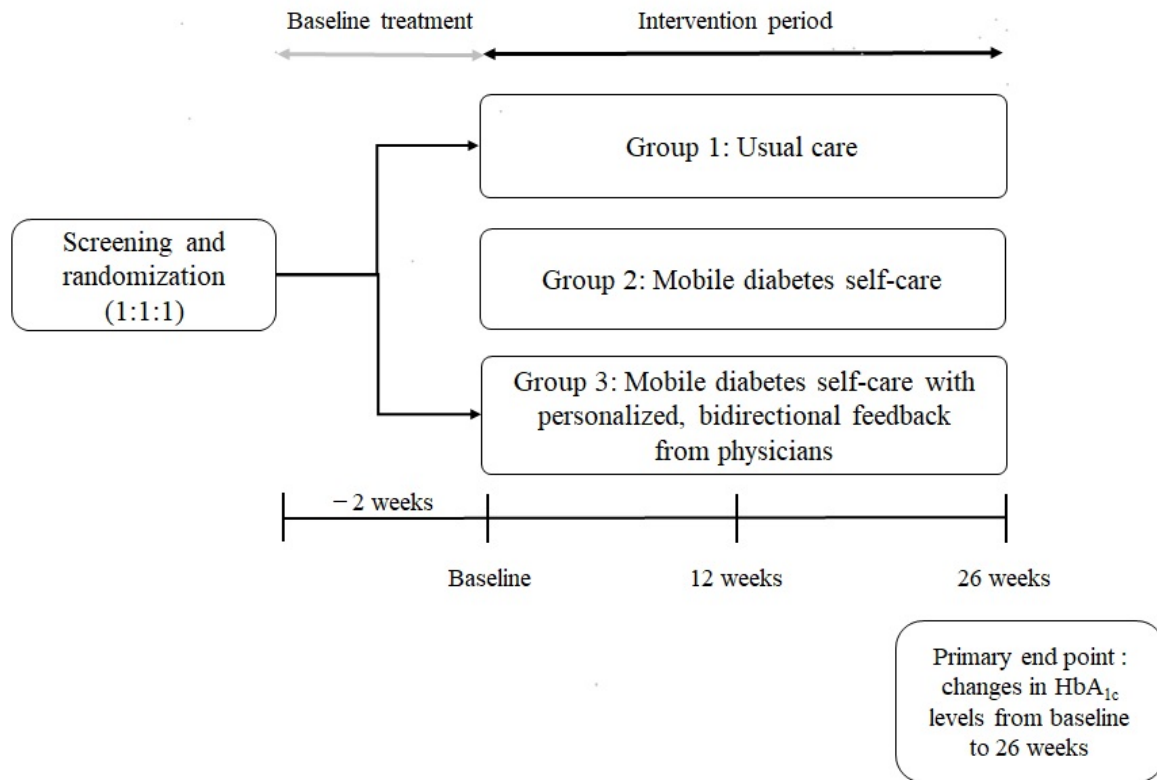 Baseline treatment
Intervention period
Group 1: Usual care
Screening and
randomization
(1:1:1)
Group 2: Mobile diabetes self-care
Group 3: Mobile diabetes self-care with
personalized, bidirectional feedback
from physicians
−2 weeks
Baseline
12 weeks
26 weeks
Primary end point :
changes in HbA1c
levels from baseline
to 26 weeks